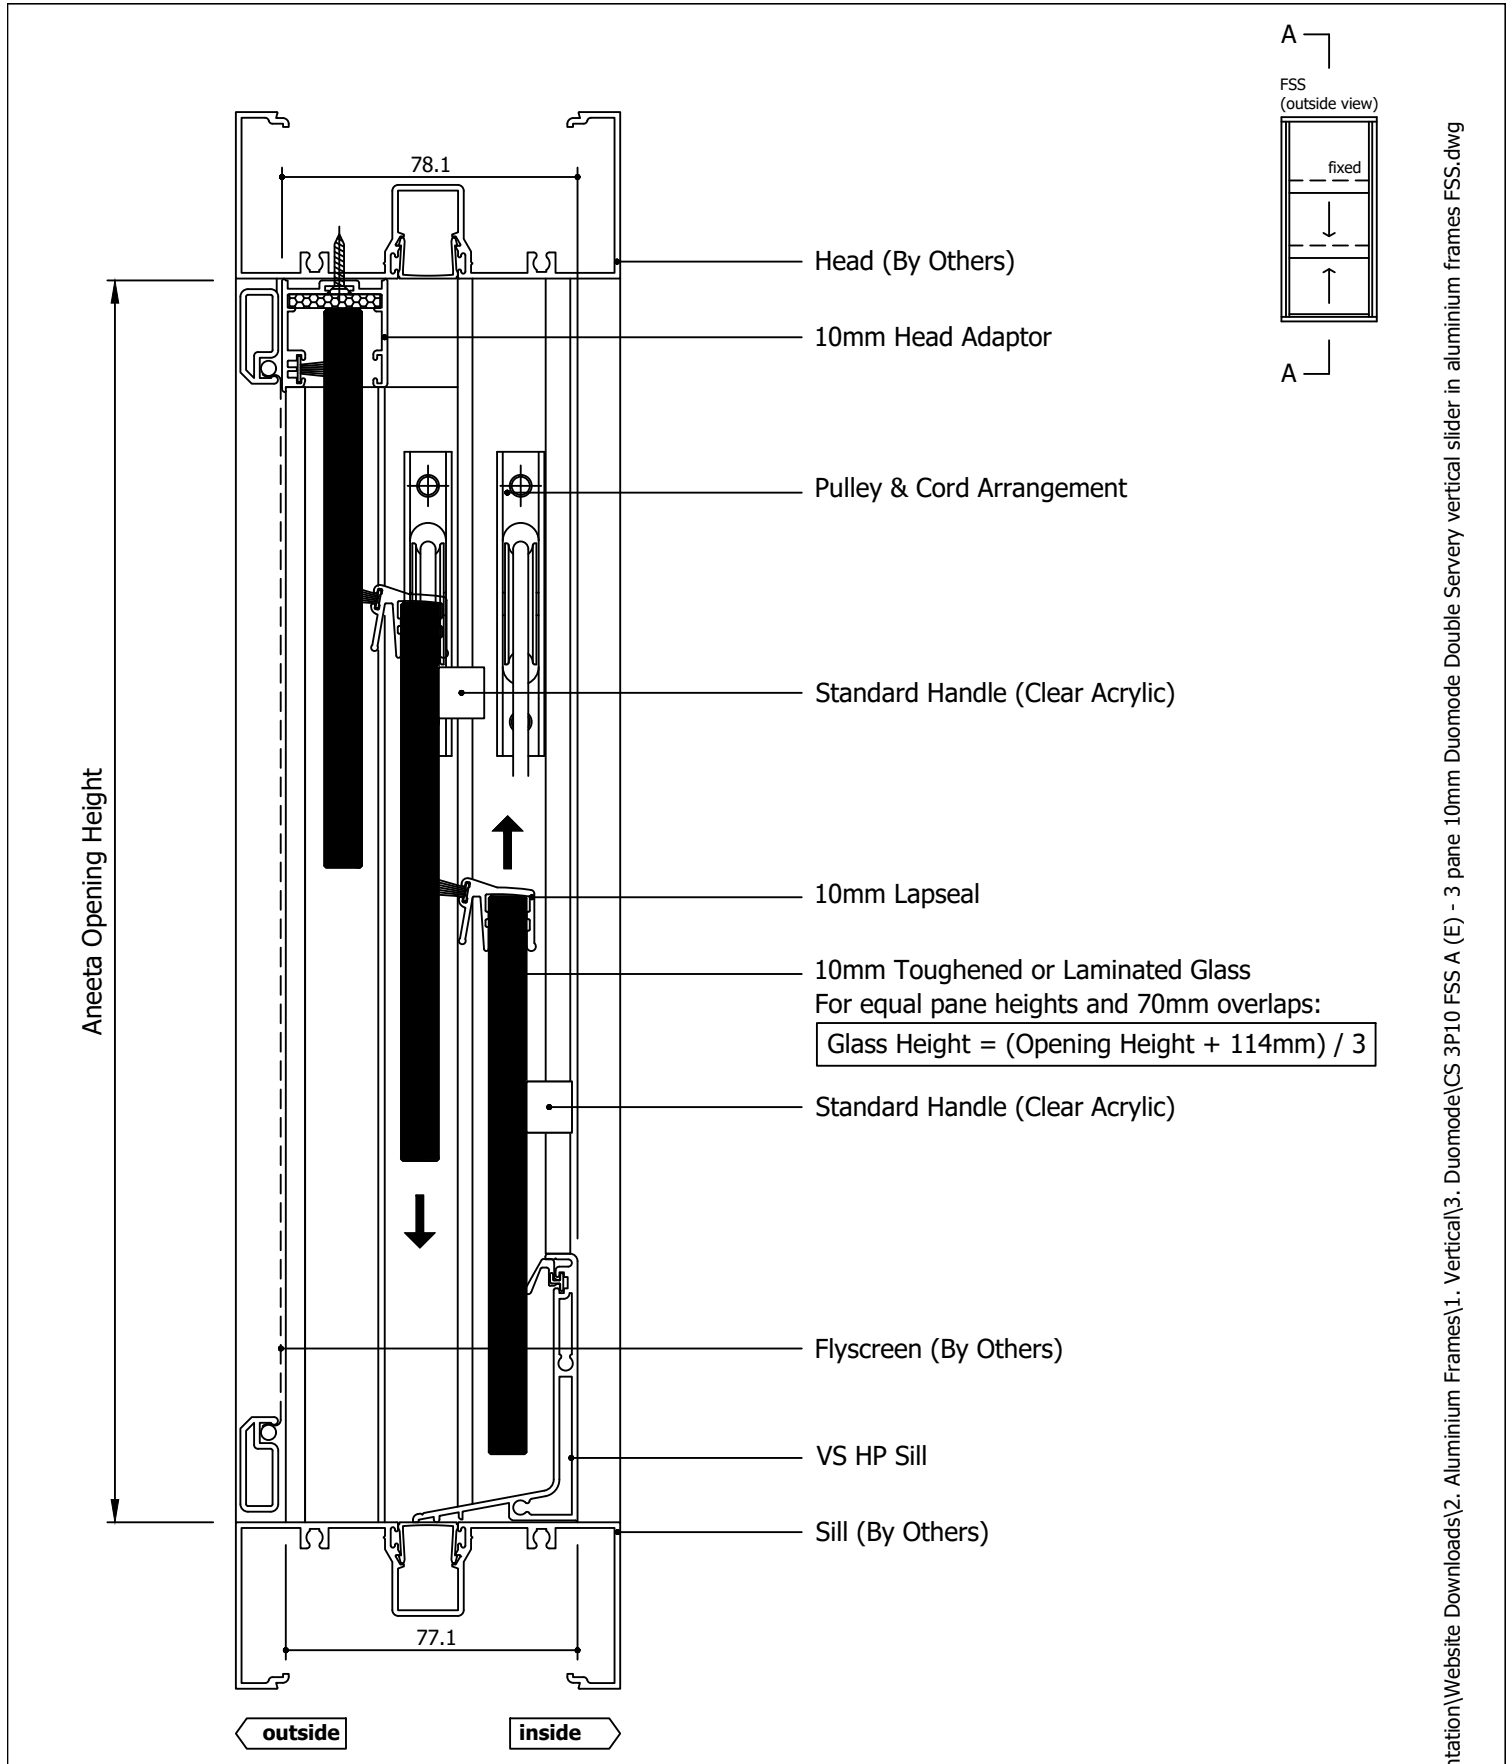 A
FSS
(outside view)
fixed
A
78.1
Head (By Others)
10mm Head Adaptor
Pulley & Cord Arrangement
Standard Handle (Clear Acrylic)
Aneeta Opening Height
10mm Lapseal
10mm Toughened or Laminated Glass
For equal pane heights and 70mm overlaps:
Glass Height = (Opening Height + 114mm) / 3
Standard Handle (Clear Acrylic)
Flyscreen (By Others)
VS HP Sill
Sill (By Others)
77.1
outside
inside
ntation\Website Downloads\2. Aluminium Frames\1. Vertical\3. Duomode\CS 3P10 FSS A (E) - 3 pane 10mm Duomode Double Servery vertical slider in aluminium frames FSS.dwg